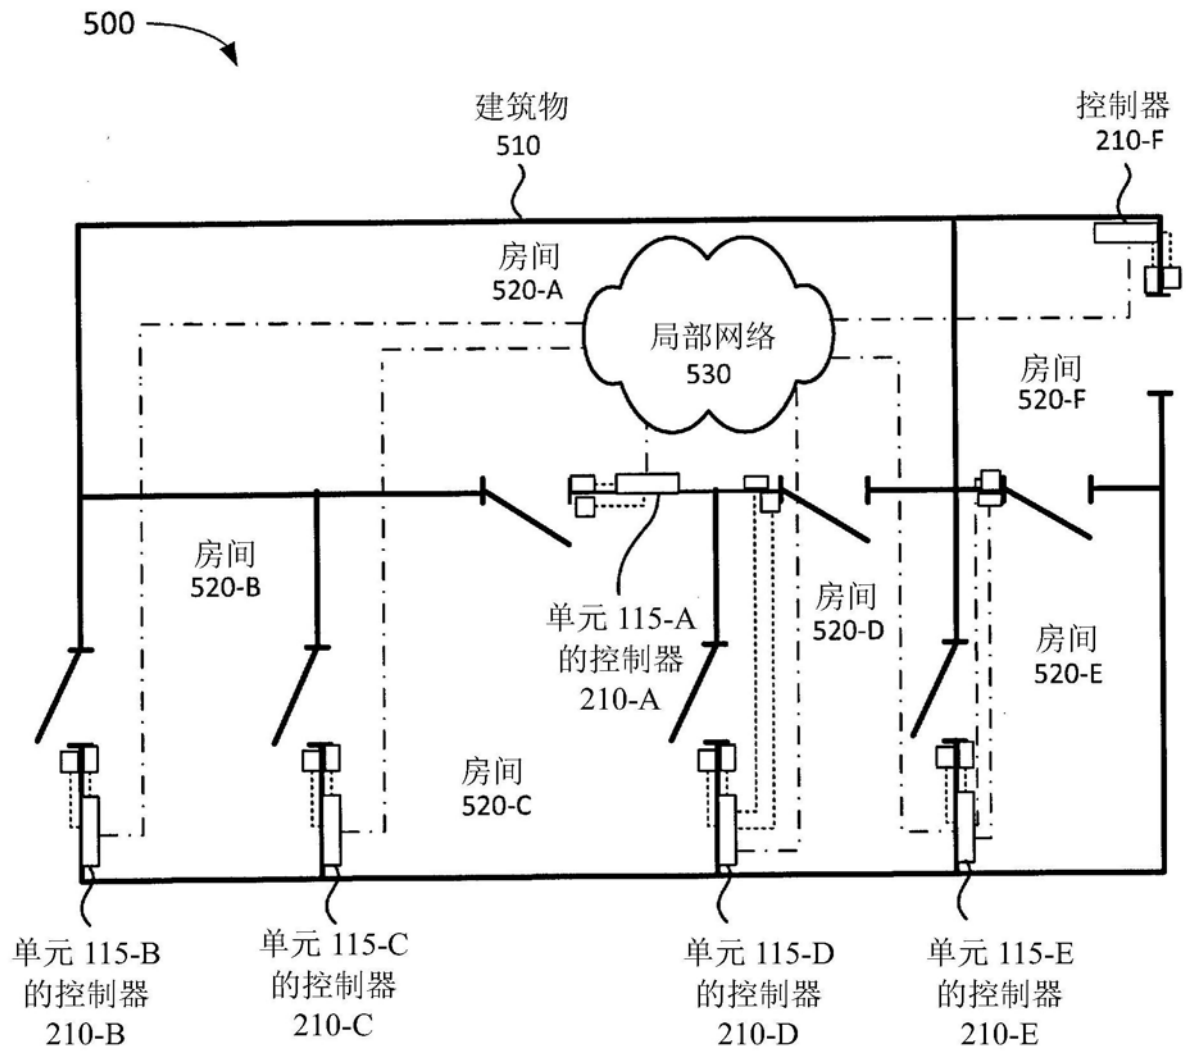 500
建筑物
510
控制器
210-F
房间
520-A
局部网络
530
房间
520-F
房间
520-B
单元 115-A
的控制器
210-A
房间
520-D
房间
520-E
房间
520-C
单元 115-B
的控制器
210-B
单元 115-C
的控制器
210-C
单元 115-D
的控制器
210-D
单元 115-E
的控制器
210-E